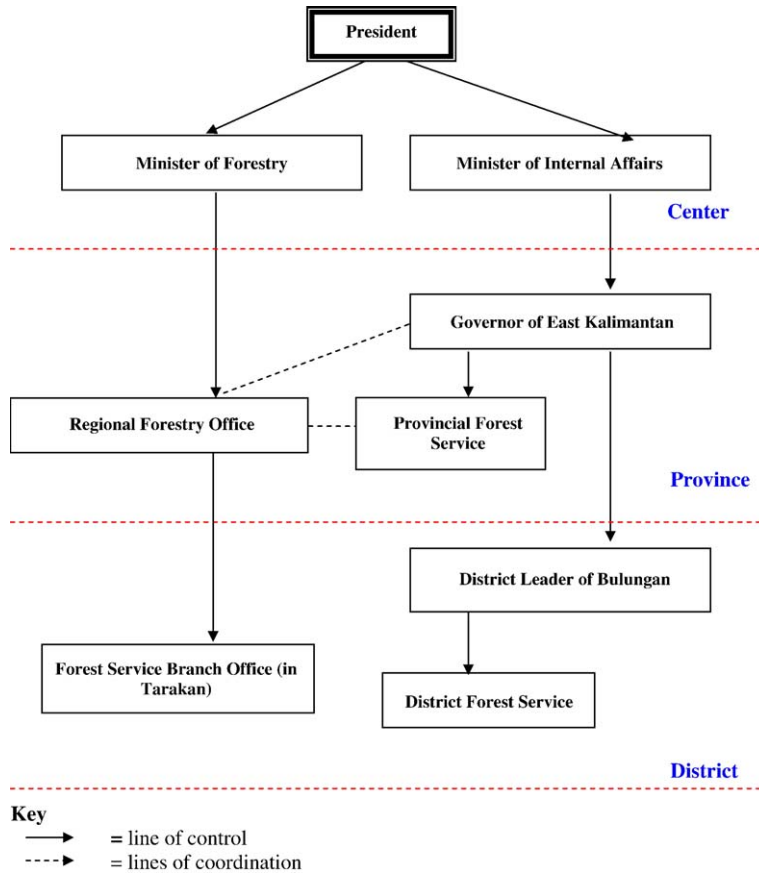 President
Minister of Forestry
Minister of Internal Affairs
Center
Governor of East Kalimantan
Regional Forestry Office
Provincial Forest
Service
Province
District Leader of Bulungan
Forest Service Branch Office (in
Tarakan)
District Forest Service
District
Key
= line of control
= lines of coordination